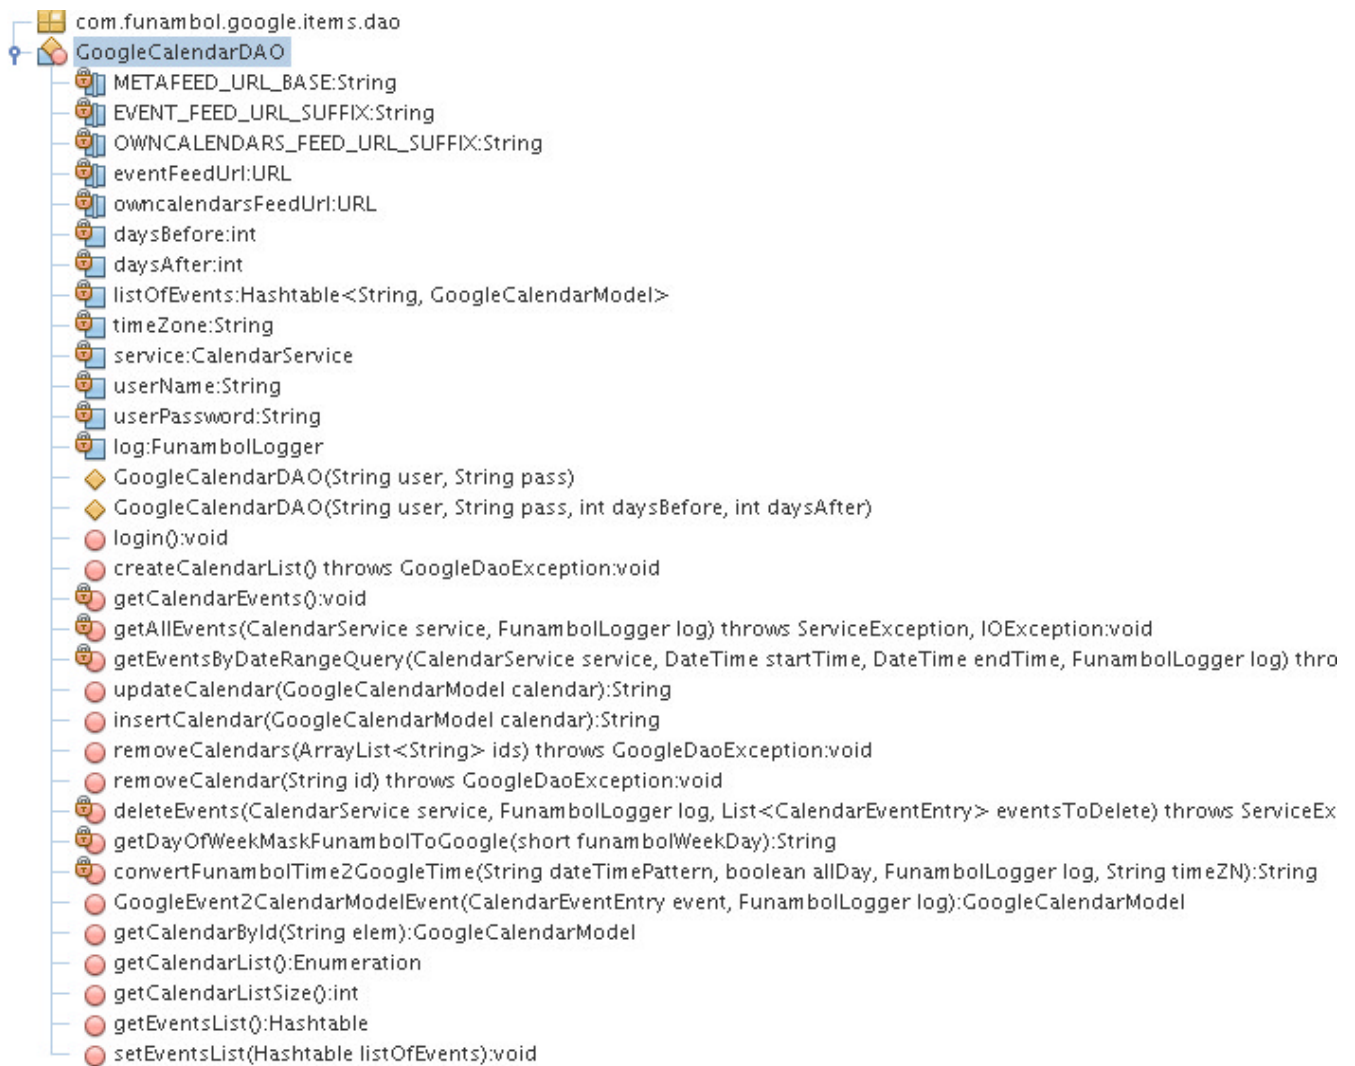 com.funambol.google.items.dao
GoogleCalendarDAO
METAFEED_URL_BASE:String
EVENT_FEED_URL_SUFFIX:String
OWNCALENDARS_FEED_URL_SUFFIX:String
eventFeedUrl:URL
owncalendarsFeedUrl:URL
daysBefore:int
daysAfter:int
listOfEvents:Hashtable<String, GoogleCalendarModel>
timeZone:String
service:CalendarService
userName:String
userPassword:String
log:FunambolLogger
GoogleCalendarDAO(String user, String pass)
GoogleCalendarDAO(String user, String pass, int daysBefore, int daysAfter)
login():void
createCalendarList() throws GoogleDaoException:void
getCalendarEvents():void
getAllEvents(CalendarService service, FunambolLogger log) throws ServiceException, IOException:void
getEventsByDateRangeQuery(CalendarService service, DateTime startTime, DateTime endTime, FunambolLogger log) thro
updateCalendar(GoogleCalendarModel calendar):String
insertCalendar(GoogleCalendarModel calendar):String
removeCalendars(ArrayList<String> ids) throws GoogleDaoException:void
removeCalendar(String id) throws GoogleDaoException:void
deleteEvents(CalendarService service, FunambolLogger log, List<CalendarEventEntry> eventsToDelete) throws ServiceEx
getDayOfWeekMaskFunambolToGoogle(short funambolWeekDay):String
convertFunambolTime2GoogleTime(String dateTimePattern, boolean allDay, FunambolLogger log, String timeZN):String
GoogleEvent2CalendarModelEvent(CalendarEventEntry event, FunambolLogger log):GoogleCalendarModel
getCalendarById(String elem):GoogleCalendarModel
getCalendarList():Enumeration
getCalendarListSize():int
getEventsList():Hashtable
setEventsList(Hashtable listOfEvents):void